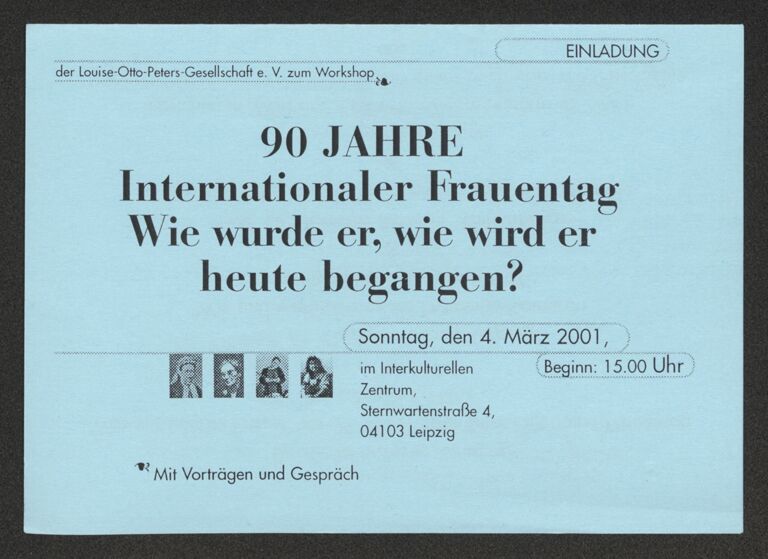 EINLADUNG
der Louise-Otto-Peters-Gesellschaft e. V. zum Workshop
90 JAHRE
Internationaler Frauentag
Wie wurde er, wie wird er
heute begangen?
Sonntag, den 4. März 2001,
im Interkulturellen
Beginn: 15.00 Uhr
Zentrum,
Sternwartenstraße 4,
04103 Leipzig
Mit Vorträgen und Gespräch